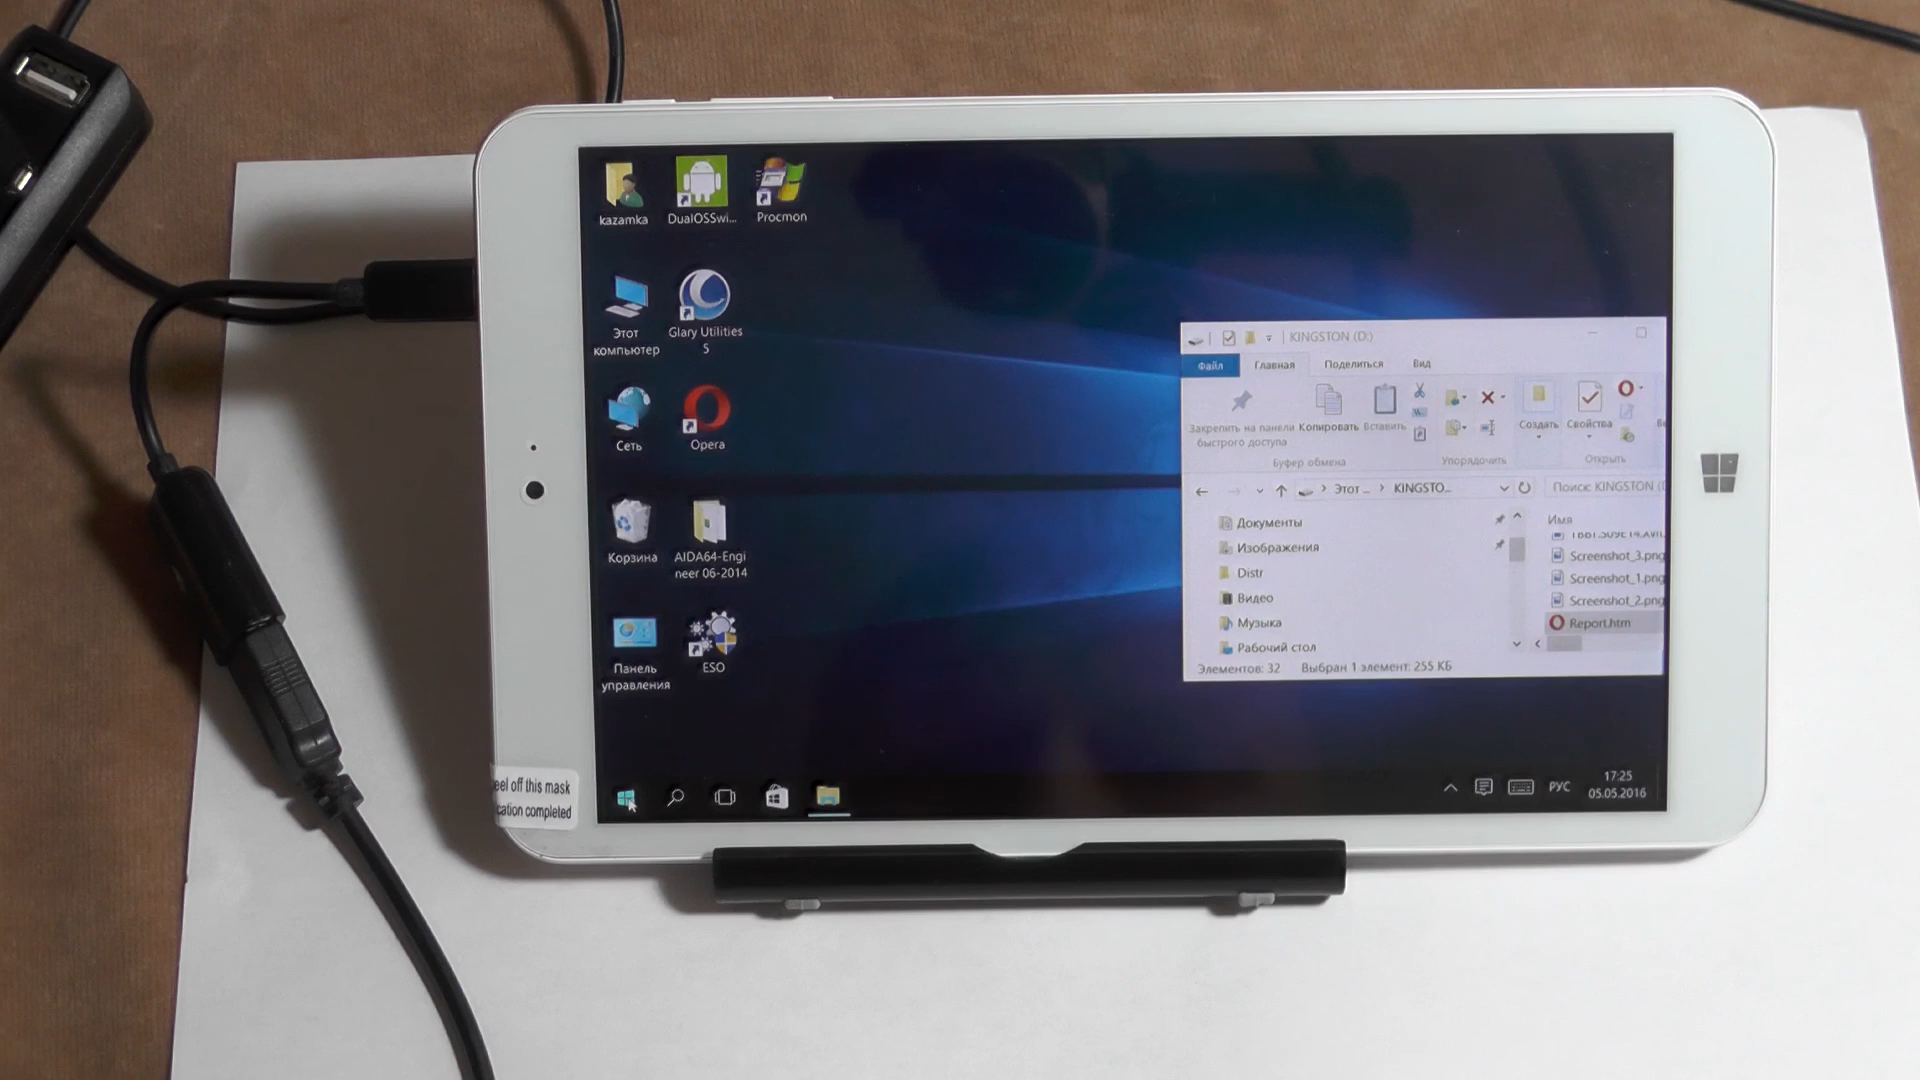 kazamka
DualOSSwi...
Procmon
Этот
компьютер
Glary Utilities
5
Сеть
Opera
Корзина
AIDA64-Engi
neer 06-2014
Панель
управления
ESO
KINGSTON (D:)
Файл
Главная
Поделиться
Вид
Закрепить на панели
быстрого доступа
Копировать
Вставить
Создать
Свойства
Буфер обмена
Упорядочить
Открыть
Этот ...
KINGSTO...
Поиск: KINGSTON (
Документы
Изображения
Distr
Видео
Музыка
Рабочий стол
Имя
Screenshot_3.png
Screenshot_1.png
Screenshot_2.png
Report.htm
Элементов: 32
Выбран 1 элемент: 255 КБ
eel off this mask
cation completed
РУС
17:25
05.05.2016